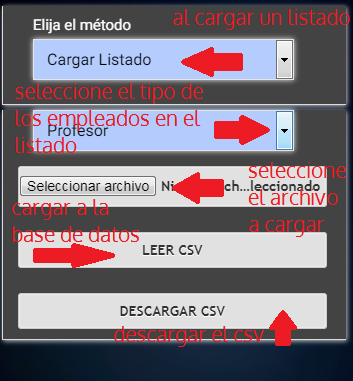 al cargar un listado
Elija el método
Cargar Listado
seleccione el tipo de
los empleados en el
listado
Profesor
seleccione
el archivo
a cargar
Seleccionar archivo Ni ch...leccionado
cargar a la
base de datos
LEER CSV
DESCARGAR CSV
descargar el csv